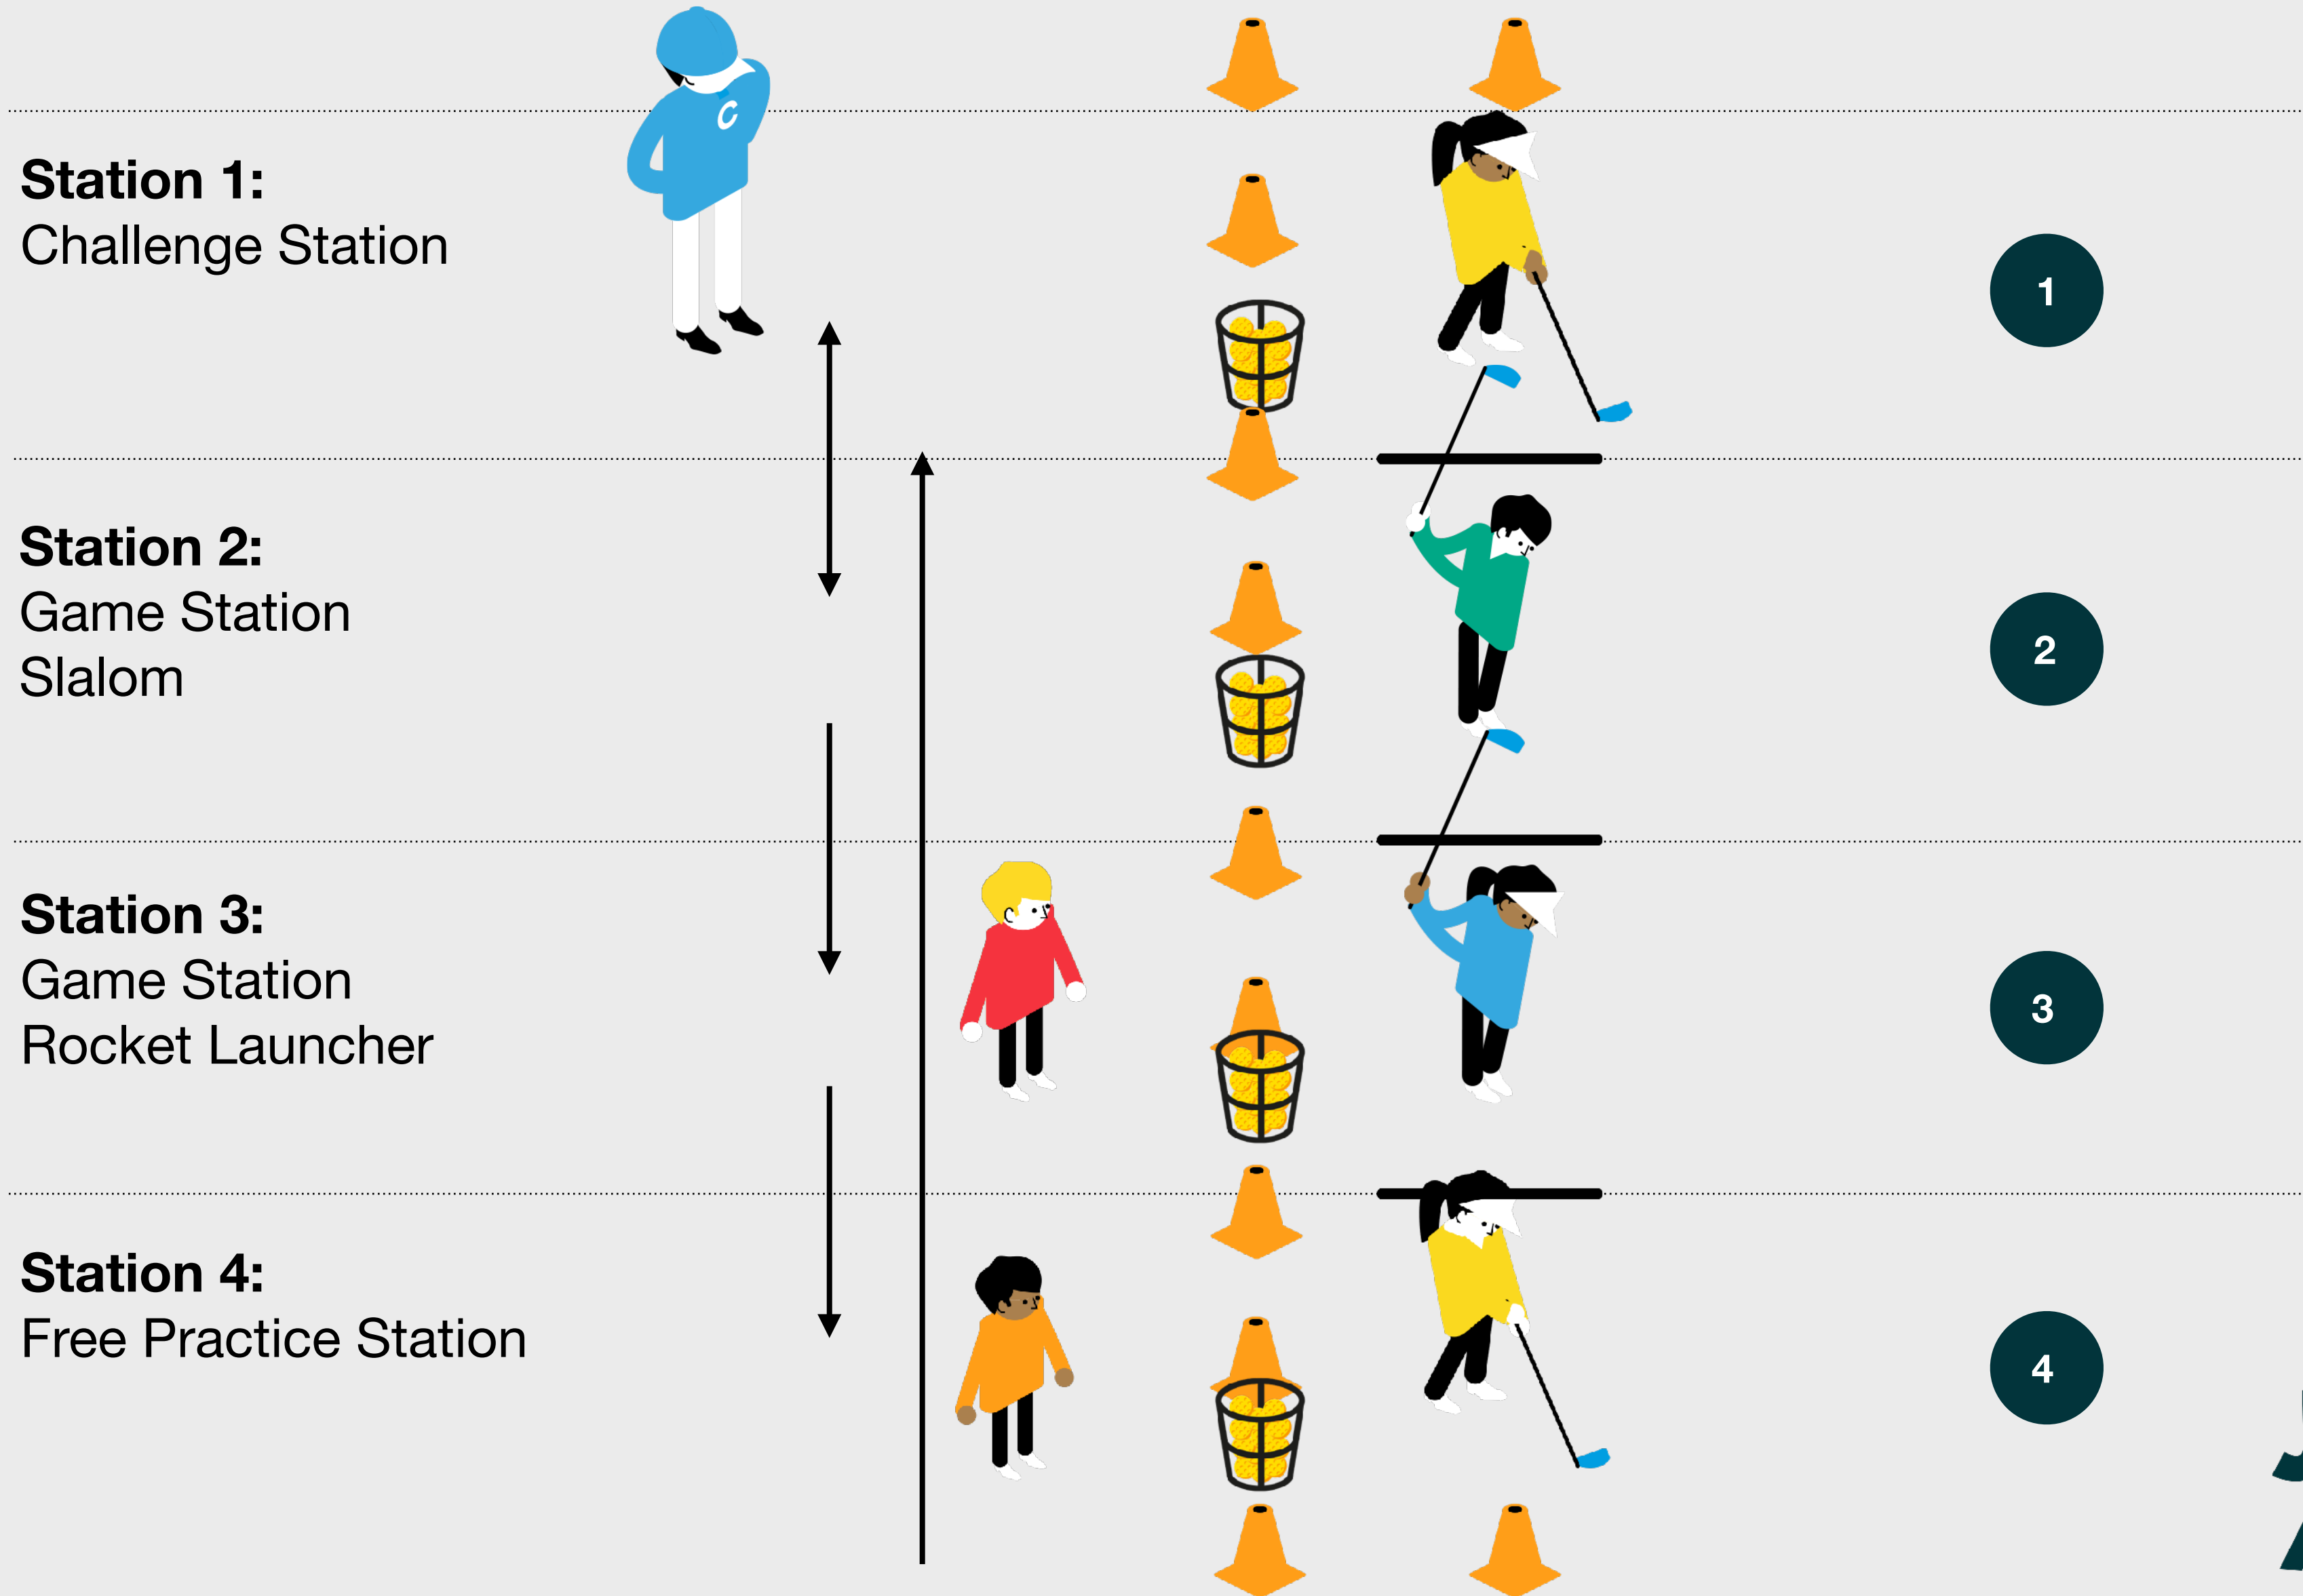 Station 1:
Challenge Station
1
Station 2:
Game Station
Slalom
2
Station 3:
Game Station
Rocket Launcher
3
Station 4:
Free Practice Station
4
C